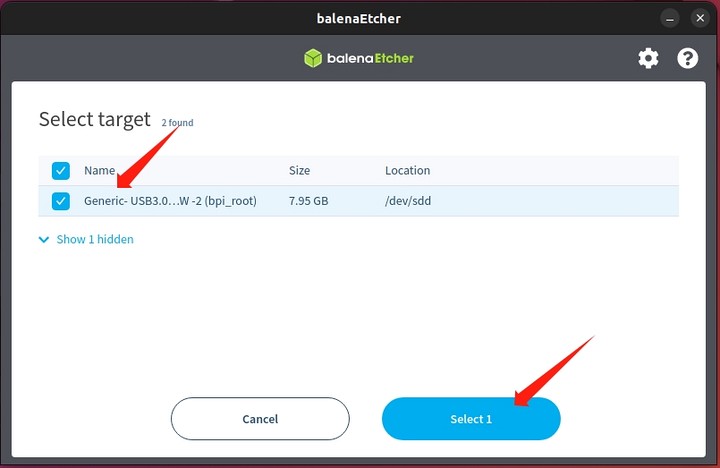 balenaEtcher
balenaEtcher
Select target 2 found
Name Size Location
Generic- USB3.0...W -2 (bpi_root) 7.95 GB /dev/sdd
Show 1 hidden
Cancel Select 1